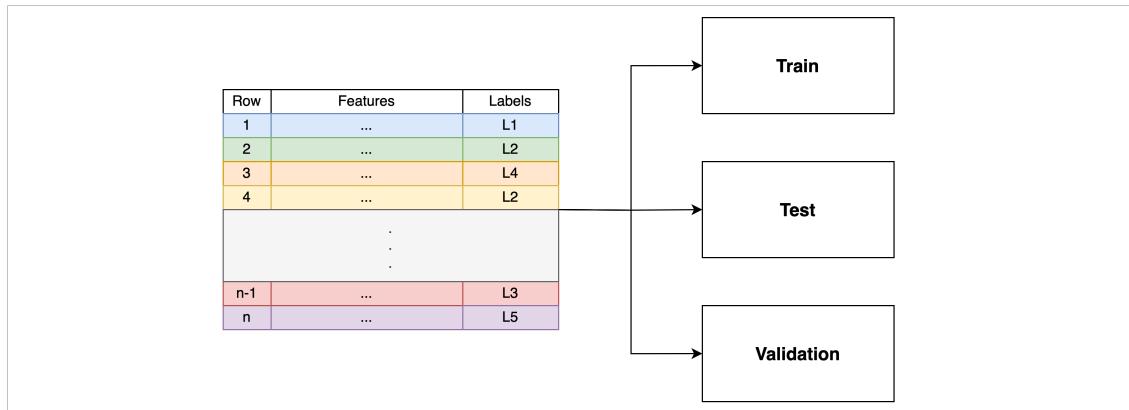 Row Features Labels
1 ... L1
2 ... L2
3 ... L4
4 ... L2
.
.
.
n-1 ... L3
n ... L5
Train
Test
Validation